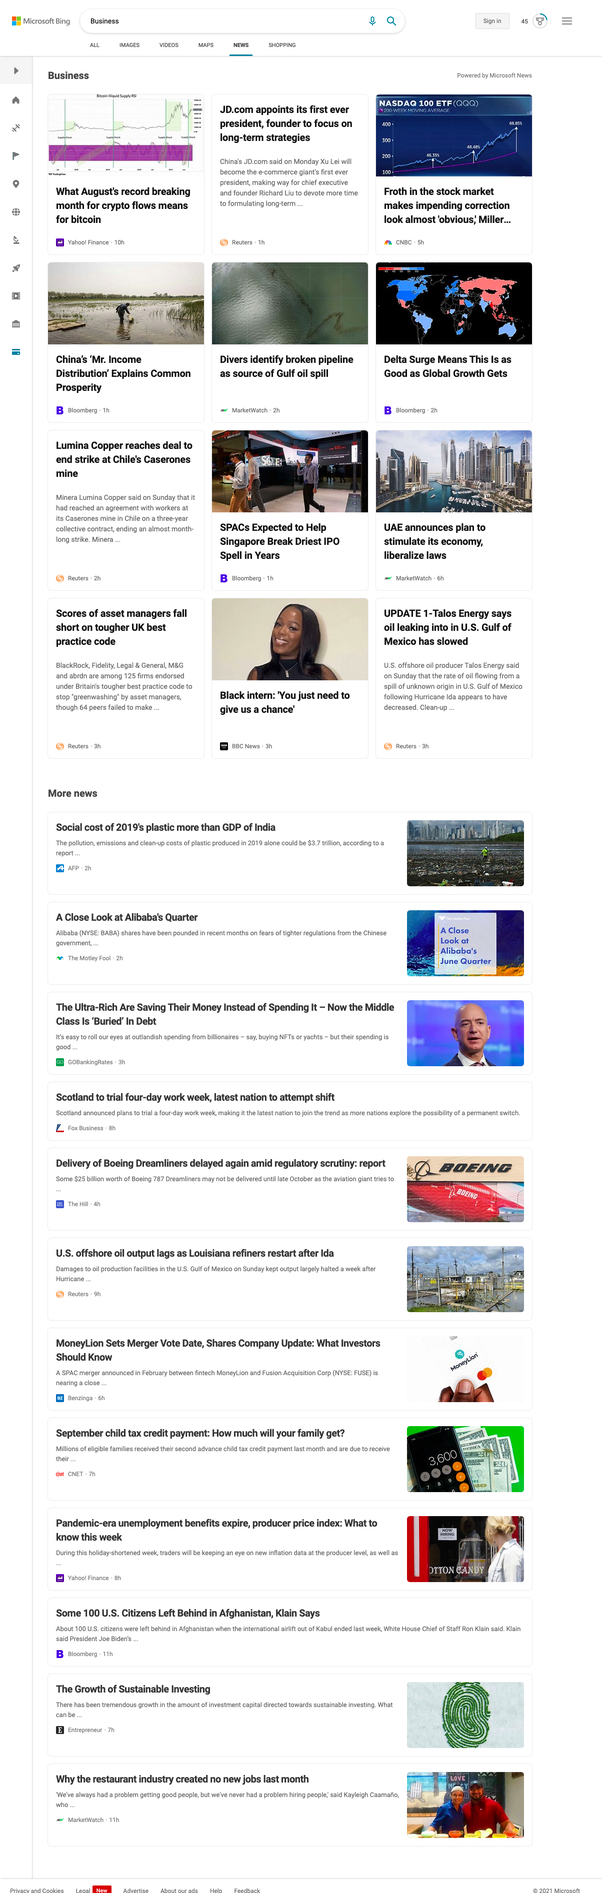 Microsoft Bing
Business
Sign in
45
ALL
IMAGES
VIDEOS
MAPS
NEWS
SHOPPING
Business
Powered by Microsoft News
What August's record breaking
month for crypto flows means
for bitcoin
Yahoo! Finance · 10h
JD.com appoints its first ever
president, founder to focus on
long-term strategies
China's JD.com said on Monday Xu Lei will
become the e-commerce giant's first ever
president, making way for chief executive
and founder Richard Liu to devote more time
to formulating long-term ...
Reuters · 1h
NASDAQ 100 ETF (QQQ)
200-WEEK MOVING AVERAGE
400
300
200
100
Froth in the stock market
makes impending correction
look almost 'obvious,' Miller...
CNBC · 5h
China's 'Mr. Income
Distribution' Explains Common
Prosperity
Bloomberg · 1h
Divers identify broken pipeline
as source of Gulf oil spill
MarketWatch · 2h
Delta Surge Means This Is as
Good as Global Growth Gets
Bloomberg · 2h
Lumina Copper reaches deal to
end strike at Chile's Caserones
mine
Minera Lumina Copper said on Sunday that it
had reached an agreement with workers at
its Caserones mine in Chile on a three-year
collective contract, ending an almost month-
long strike. Minera ...
Reuters · 2h
SPACs Expected to Help
Singapore Break Driest IPO
Spell in Years
Bloomberg · 1h
UAE announces plan to
stimulate its economy,
liberalize laws
MarketWatch · 6h
Scores of asset managers fall
short on tougher UK best
practice code
BlackRock, Fidelity, Legal & General, M&G
and abrdn are among 125 firms endorsed
under Britain's tougher best practice code to
stop "greenwashing" by asset managers,
though 64 peers failed to make ...
Reuters · 3h
Black intern: 'You just need to
give us a chance'
BBC News · 3h
UPDATE 1-Talos Energy says
oil leaking into in U.S. Gulf of
Mexico has slowed
U.S. offshore oil producer Talos Energy said
on Sunday that the rate of oil flowing from a
spill of unknown origin in U.S. Gulf of Mexico
following Hurricane Ida appears to have
decreased. Clean-up ...
Reuters · 3h
More news
Social cost of 2019's plastic more than GDP of India
The pollution, emissions and clean-up costs of plastic produced in 2019 alone could be $3.7 trillion, according to a
report ...
AFP · 2h
A Close Look at Alibaba's Quarter
Alibaba (NYSE: BABA) shares have been pounded in recent months on fears of tighter regulations from the Chinese
government, ...
The Motley Fool · 2h
A Close
Look at
Alibaba's
June Quarter
The Ultra-Rich Are Saving Their Money Instead of Spending It – Now the Middle
Class Is 'Buried' In Debt
It's easy to roll our eyes at outlandish spending from billionaires – say, buying NFTs or yachts – but their spending is
good ...
GOBankingRates · 3h
Scotland to trial four-day work week, latest nation to attempt shift
Scotland announced plans to trial a four-day work week, making it the latest nation to join the trend as more nations explore the possibility of a permanent switch.
Fox Business · 8h
Delivery of Boeing Dreamliners delayed again amid regulatory scrutiny: report
Some $25 billion worth of Boeing 787 Dreamliners may not be delivered until late October as the aviation giant tries to
...
The Hill · 4h
BOEING
BOEING
U.S. offshore oil output lags as Louisiana refiners restart after Ida
Damages to oil production facilities in the U.S. Gulf of Mexico on Sunday kept output largely halted a week after
Hurricane ...
Reuters · 9h
MoneyLion Sets Merger Vote Date, Shares Company Update: What Investors
Should Know
A SPAC merger announced in February between fintech MoneyLion and Fusion Acquisition Corp (NYSE: FUSE) is
nearing a close ...
Benzinga · 6h
MoneyLion
September child tax credit payment: How much will your family get?
Millions of eligible families received their second advance child tax credit payment last month and are due to receive
their ...
CNET · 7h
3,600
Pandemic-era unemployment benefits expire, producer price index: What to
know this week
During this holiday-shortened week, traders will be keeping an eye on new inflation data at the producer level, as well as
...
Yahoo! Finance · 8h
NOW
HIRING
OTTON CANDY
Some 100 U.S. Citizens Left Behind in Afghanistan, Klain Says
About 100 U.S. citizens were left behind in Afghanistan when the international airlift out of Kabul ended last week, White House Chief of Staff Ron Klain said. Klain
said President Joe Biden's ...
Bloomberg · 11h
The Growth of Sustainable Investing
There has been tremendous growth in the amount of investment capital directed towards sustainable investing. What
can be ...
Entrepreneur · 7h
Why the restaurant industry created no new jobs last month
'We've always had a problem getting good people, but we've never had a problem hiring people,' said Kayleigh Caamaño,
who ...
MarketWatch · 11h
LOVE
Privacy and Cookies
Legal
New
Advertise
About our ads
Help
Feedback
© 2021 Microsoft